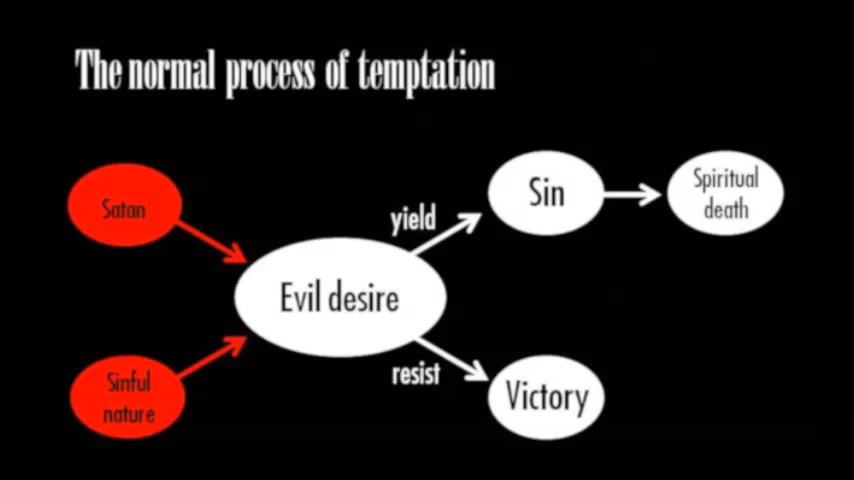 The normal process of temptation
Satan
Sinful
nature
Evil desire
yield
resist
Sin
Spiritual
death
Victory